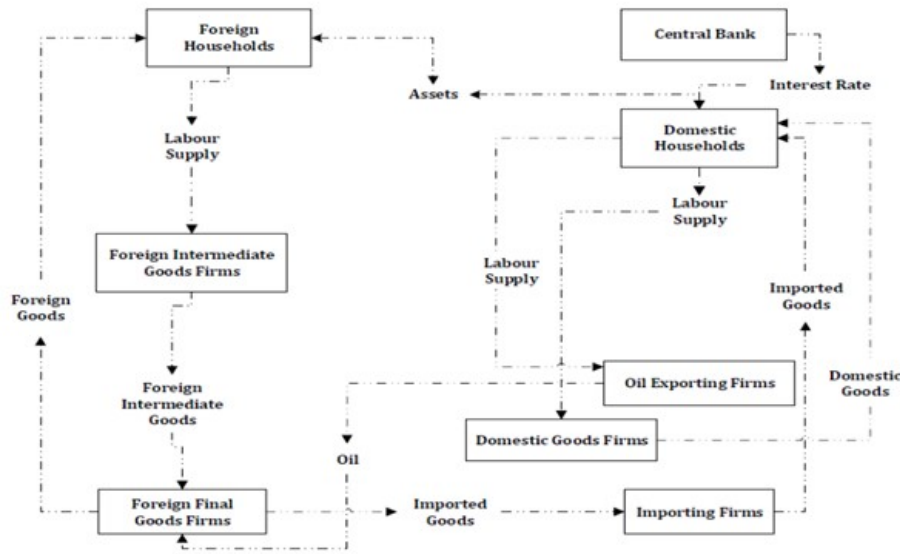 Foreign
Households
Central Bank
Interest Rate
Assets
Domestic
Households
Labour
Supply
Labour
Supply
Foreign Intermediate
Goods Firms
Labour
Supply
Foreign
Goods
Imported
Goods
Foreign
Intermediate
Goods
Oil Exporting Firms
Domestic
Goods
Domestic Goods Firms
Oil
Foreign Final
Goods Firms
Imported
Goods
Importing Firms